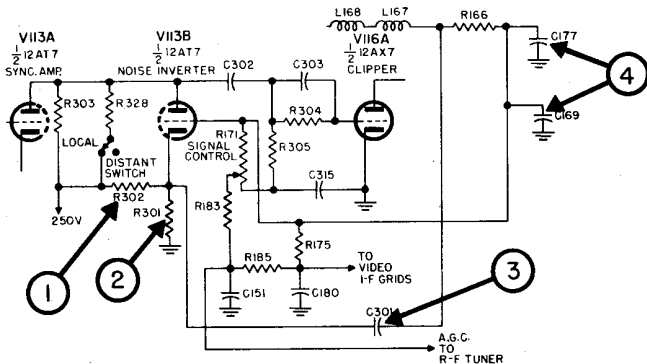 L168 L167
R166
V113A
1/2 12AT7
SYNC. AMP.
V113B
1/2 12AT7
NOISE INVERTER
C302
C303
V116A
1/2 12AX7
CLIPPER
C177
4
R303
R328
R304
C169
LOCAL
DISTANT
SWITCH
R171
SIGNAL
CONTROL
R305
C315
R302
250V
R301
R183
R175
1
2
R185
TO
VIDEO
I-F GRIDS
3
C151
C180
C301
A.G.C.
TO
R-F TUNER